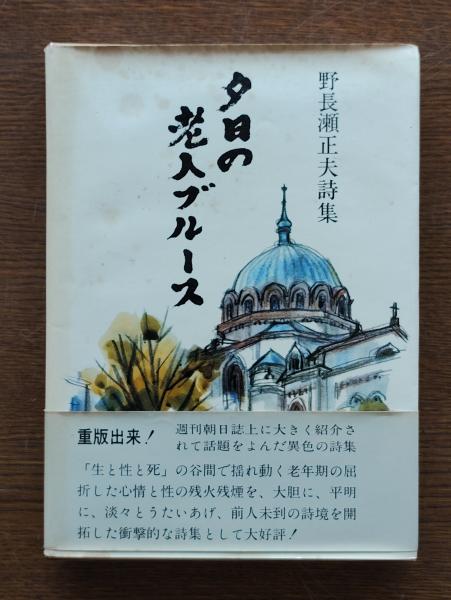 野長瀬正夫詩集
夕日の
老人ブルース
重版出来!
週刊朝日誌上に大きく紹介さ
れて話題をよんだ異色の詩集
「生と性と死」の谷間で揺れ動く老年期の屈
折した心情と性の残火残煙を、大胆に、平明
に、淡々とうたいあげ、前人未到の詩境を開
拓した衝撃的な詩集として大好評!